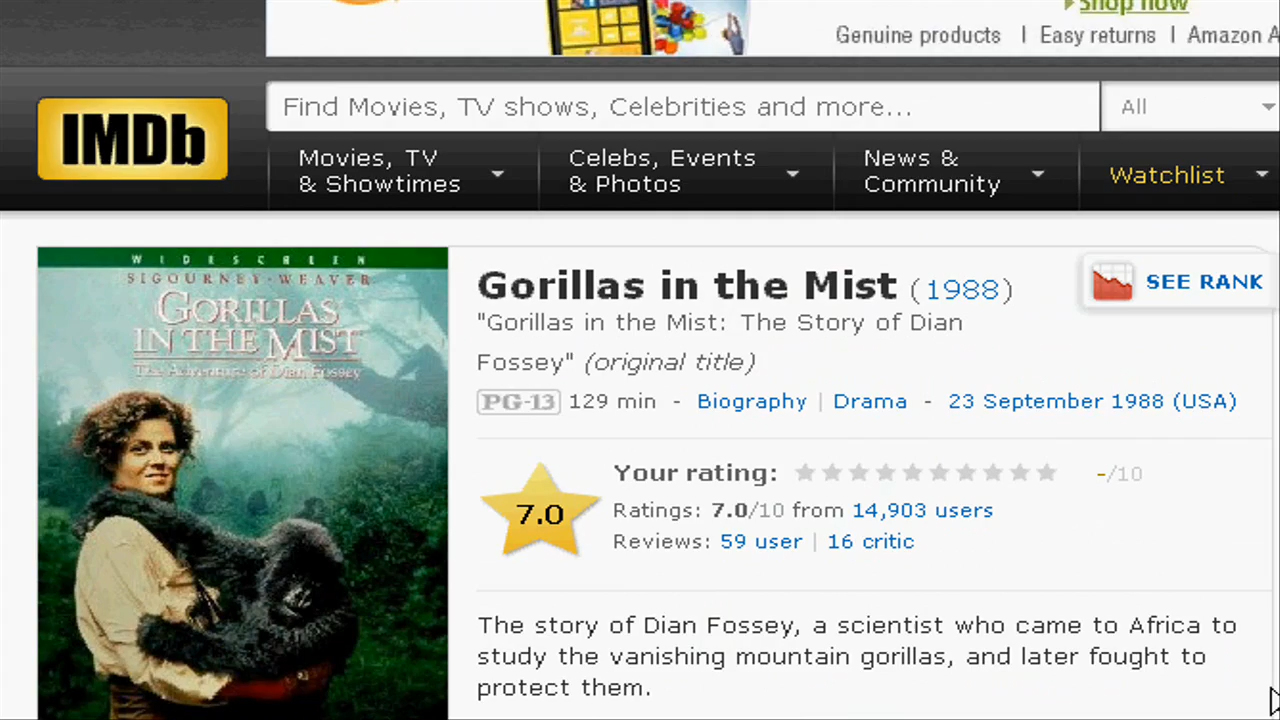 Shop now
Genuine products | Easy returns | Amazon A
IMDb
Find Movies, TV shows, Celebrities and more...
All
Movies, TV
& Showtimes
Celebs, Events
& Photos
News &
Community
Watchlist
WIDESCREEN
SIGOURNEY WEAVER
GORILLAS
IN THE MIST
The Adventure of Dian Fossey
Gorillas in the Mist (1988)
SEE RANK
"Gorillas in the Mist: The Story of Dian
Fossey" (original title)
PG-13 129 min - Biography | Drama - 23 September 1988 (USA)
7.0
Your rating: -/10
Ratings: 7.0/10 from 14,903 users
Reviews: 59 user | 16 critic
The story of Dian Fossey, a scientist who came to Africa to
study the vanishing mountain gorillas, and later fought to
protect them.